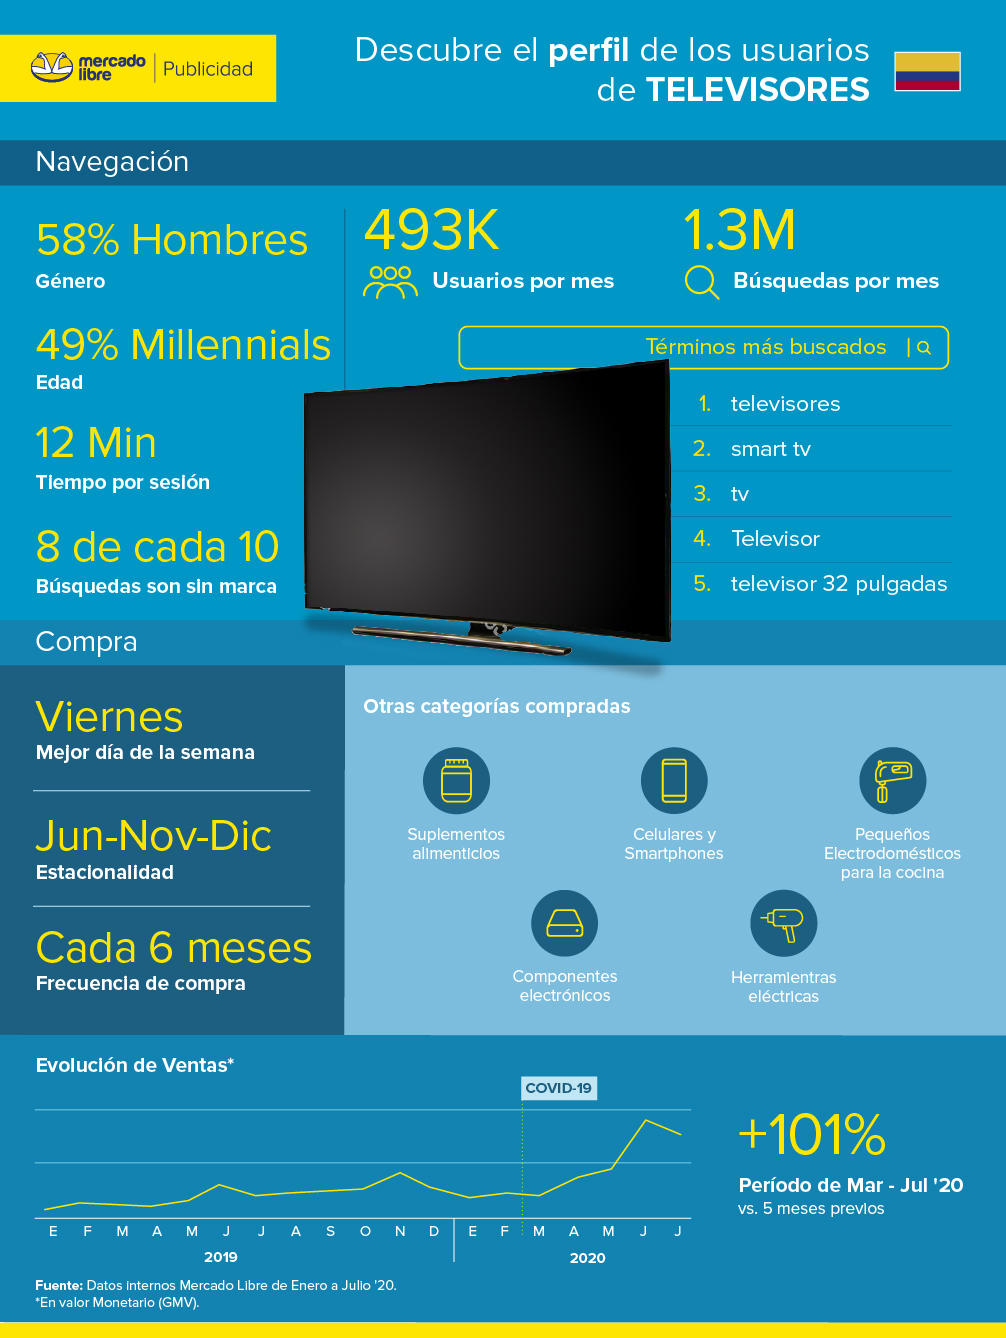 mercado
libre
Publicidad
Descubre el perfil de los usuarios
de TELEVISORES
Navegación
58% Hombres
Género
49% Millennials
Edad
12 Min
Tiempo por sesión
8 de cada 10
Búsquedas son sin marca
493K
Usuarios por mes
1.3M
Búsquedas por mes
Términos más buscados
1. televisores
2. smart tv
3. tv
4. Televisor
5. televisor 32 pulgadas
Compra
Viernes
Mejor día de la semana
Jun-Nov-Dic
Estacionalidad
Cada 6 meses
Frecuencia de compra
Otras categorías compradas
Suplementos
alimenticios
Celulares y
Smartphones
Pequeños
Electrodomésticos
para la cocina
Componentes
electrónicos
Herramientras
eléctricas
Evolución de Ventas*
COVID-19
E F M A M J J A S O N D E F M A M J J
2019 2020
+101%
Período de Mar - Jul '20
vs. 5 meses previos
Fuente: Datos internos Mercado Libre de Enero a Julio '20.
*En valor Monetario (GMV).